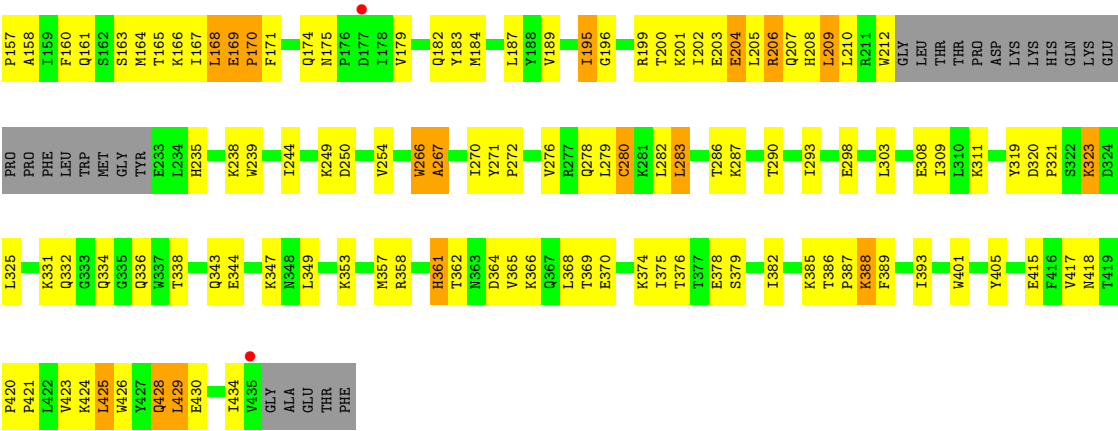 P157 A158 I159 F160 Q161 S162 S163 M164 T165 K166 I167 L168 E169 P170 F171 Q174 N175 P176 D177 I178 V179 Q182 Y183 M184 L187 Y188 V189 I195 G196 R199 T200 K201 I202 E203 E204 L205 R206 Q207 H208 L209 L210 R211 W212 GLY LEU THR THR PRO ASP LYS LYS HIS GLN LYS GLU
PRO PRO PHE LEU TRP MET GLY TYR E233 L234 H235 K238 W239 I244 K249 D250 V254 W266 A267 I270 Y271 P272 V276 R277 Q278 L279 C280 K281 L282 L283 T286 K287 T290 I293 E298 L303 E308 I309 L310 K311 Y319 D320 P321 S322 K323 D324
L325 K331 Q332 G333 Q334 G335 Q336 W337 T338 Q343 E344 K347 N348 L349 K353 M357 R358 H361 T362 N363 D364 V365 K366 Q367 L368 T369 E370 K374 I375 T376 T377 E378 S379 I382 K385 T386 P387 K388 F389 I393 W401 Y405 E415 F416 V417 N418 T419
P420 P421 L422 V423 K424 L425 W426 Y427 Q428 L429 E430 I434 V435 GLY ALA GLU THR PHE